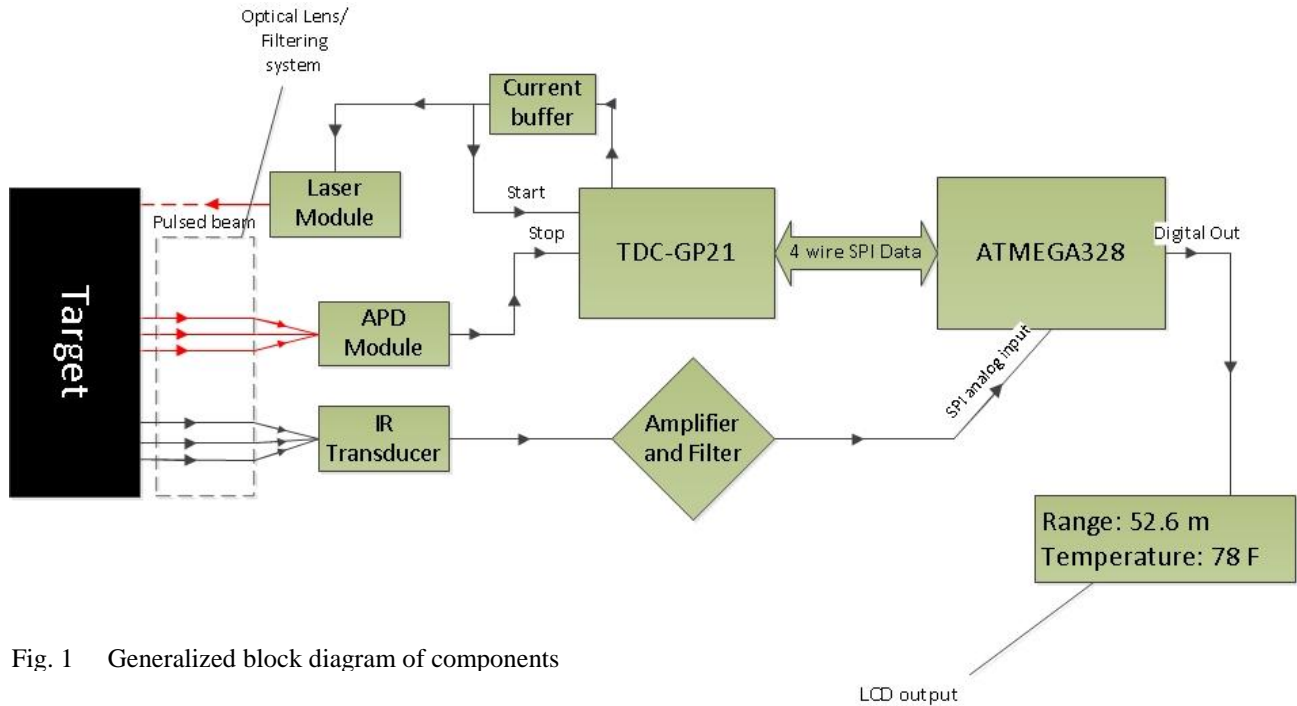 Optical Lens/
Filtering
system
Current
buffer
Laser
Module
Pulsed beam
Start
Stop
TDC-GP21
4 wire SPI Data
ATMEGA328
Digital Out
Target
APD
Module
SPI analog input
IR
Transducer
Amplifier
and Filter
Range: 52.6 m
Temperature: 78 F
Fig. 1 Generalized block diagram of components
LCD output